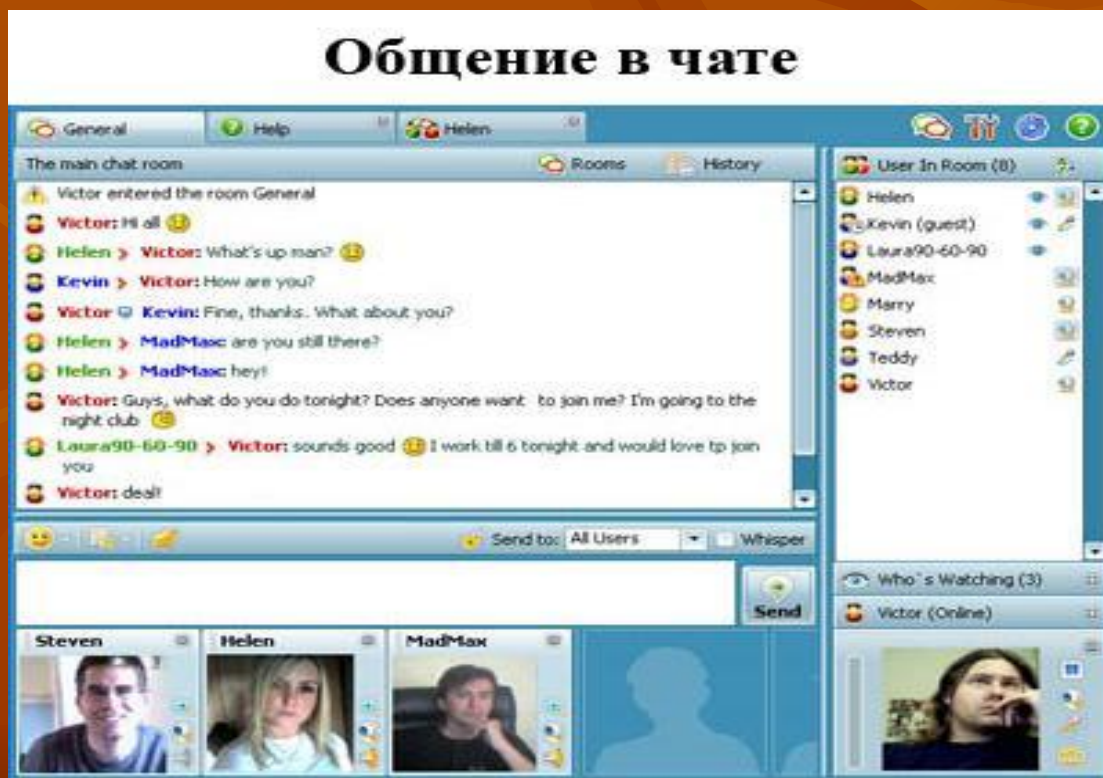 Общение в чате
General
Help
Helen
The main chat room
Rooms
History
Victor entered the room General
Victor: Hi all
Helen > Victor: What's up man?
Kevin > Victor: How are you?
Victor Kevin: Fine, thanks. What about you?
Helen > MadMax: are you still there?
Helen > MadMax: hey!
Victor: Guys, what do you do tonight? Does anyone want to join me? I'm going to the
night club
Laura90-60-90 > Victor: sounds good I work till 6 tonight and would love tp join
you
Victor: deal!
Send to: All Users
Whisper
Send
Steven
Helen
MadMax
User In Room (8)
Helen
Kevin (guest)
Laura90-60-90
MadMax
Marry
Steven
Teddy
Victor
Who`s Watching (3)
Victor (Online)